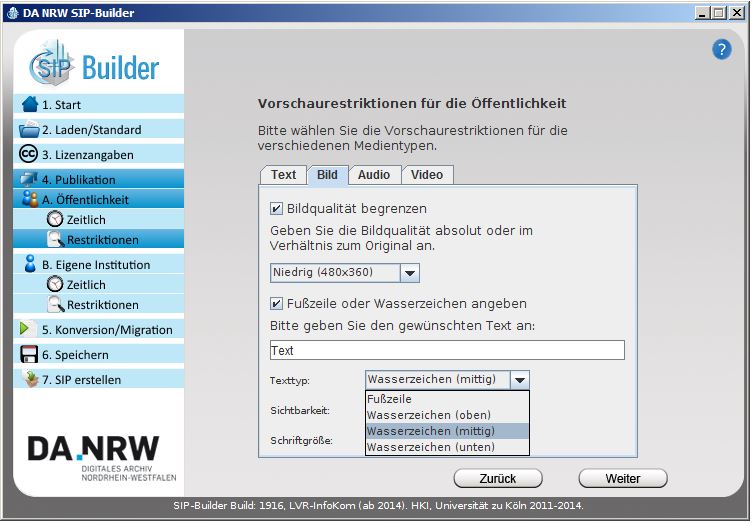 DA NRW SIP-Builder
SIP Builder
?
1. Start
2. Laden/Standard
cc 3. Lizenzangaben
4. Publikation
A. Öffentlichkeit
Zeitlich
Restriktionen
B. Eigene Institution
Zeitlich
Restriktionen
5. Konversion/Migration
6. Speichern
7. SIP erstellen
DA.NRW
DIGITALES ARCHIV
NORDRHEIN-WESTFALEN
Vorschaurestriktionen für die Öffentlichkeit
Bitte wählen Sie die Vorschaurestriktionen für die
verschiedenen Medientypen.
Text Bild Audio Video
Bildqualität begrenzen
Geben Sie die Bildqualität absolut oder im
Verhältnis zum Original an.
Niedrig (480x360)
Fußzeile oder Wasserzeichen angeben
Bitte geben Sie den gewünschten Text an:
Text
Texttyp: Wasserzeichen (mittig)
Fußzeile
Sichtbarkeit: Wasserzeichen (oben)
Wasserzeichen (mittig)
Schriftgröße: Wasserzeichen (unten)
Zurück Weiter
SIP-Builder Build: 1916, LVR-InfoKom (ab 2014). HKI, Universität zu Köln 2011-2014.